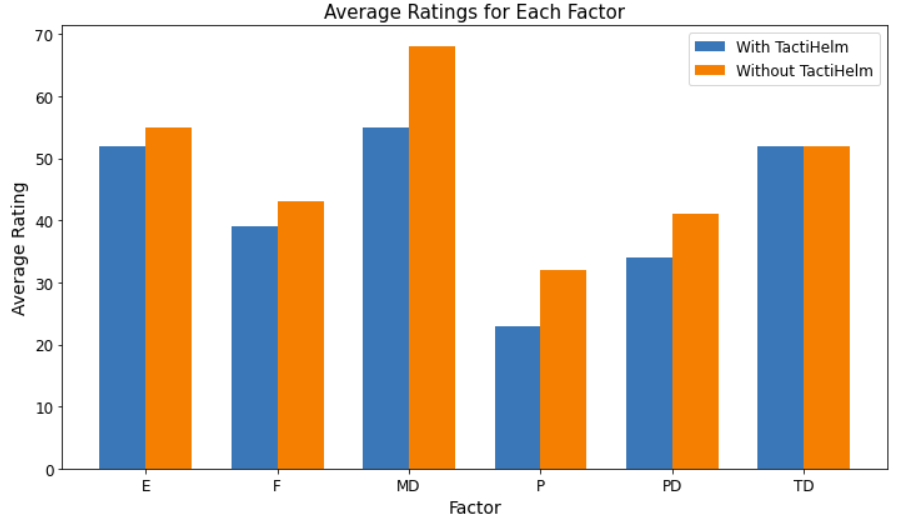 Average Ratings for Each Factor
With TactiHelm
Without TactiHelm
Average Rating
70
60
50
40
30
20
10
0
E F MD P PD TD
Factor